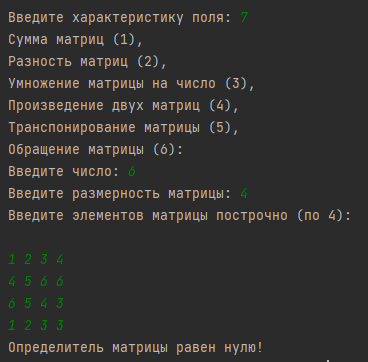 Введите характеристику поля: 7
Сумма матриц (1),
Разность матриц (2),
Умножение матрицы на число (3),
Произведение двух матриц (4),
Транспонирование матрицы (5),
Обращение матрицы (6):
Введите число: 6
Введите размерность матрицы: 4
Введите элементов матрицы построчно (по 4):
1 2 3 4
4 5 6 6
6 5 4 3
1 2 3 3
Определитель матрицы равен нулю!